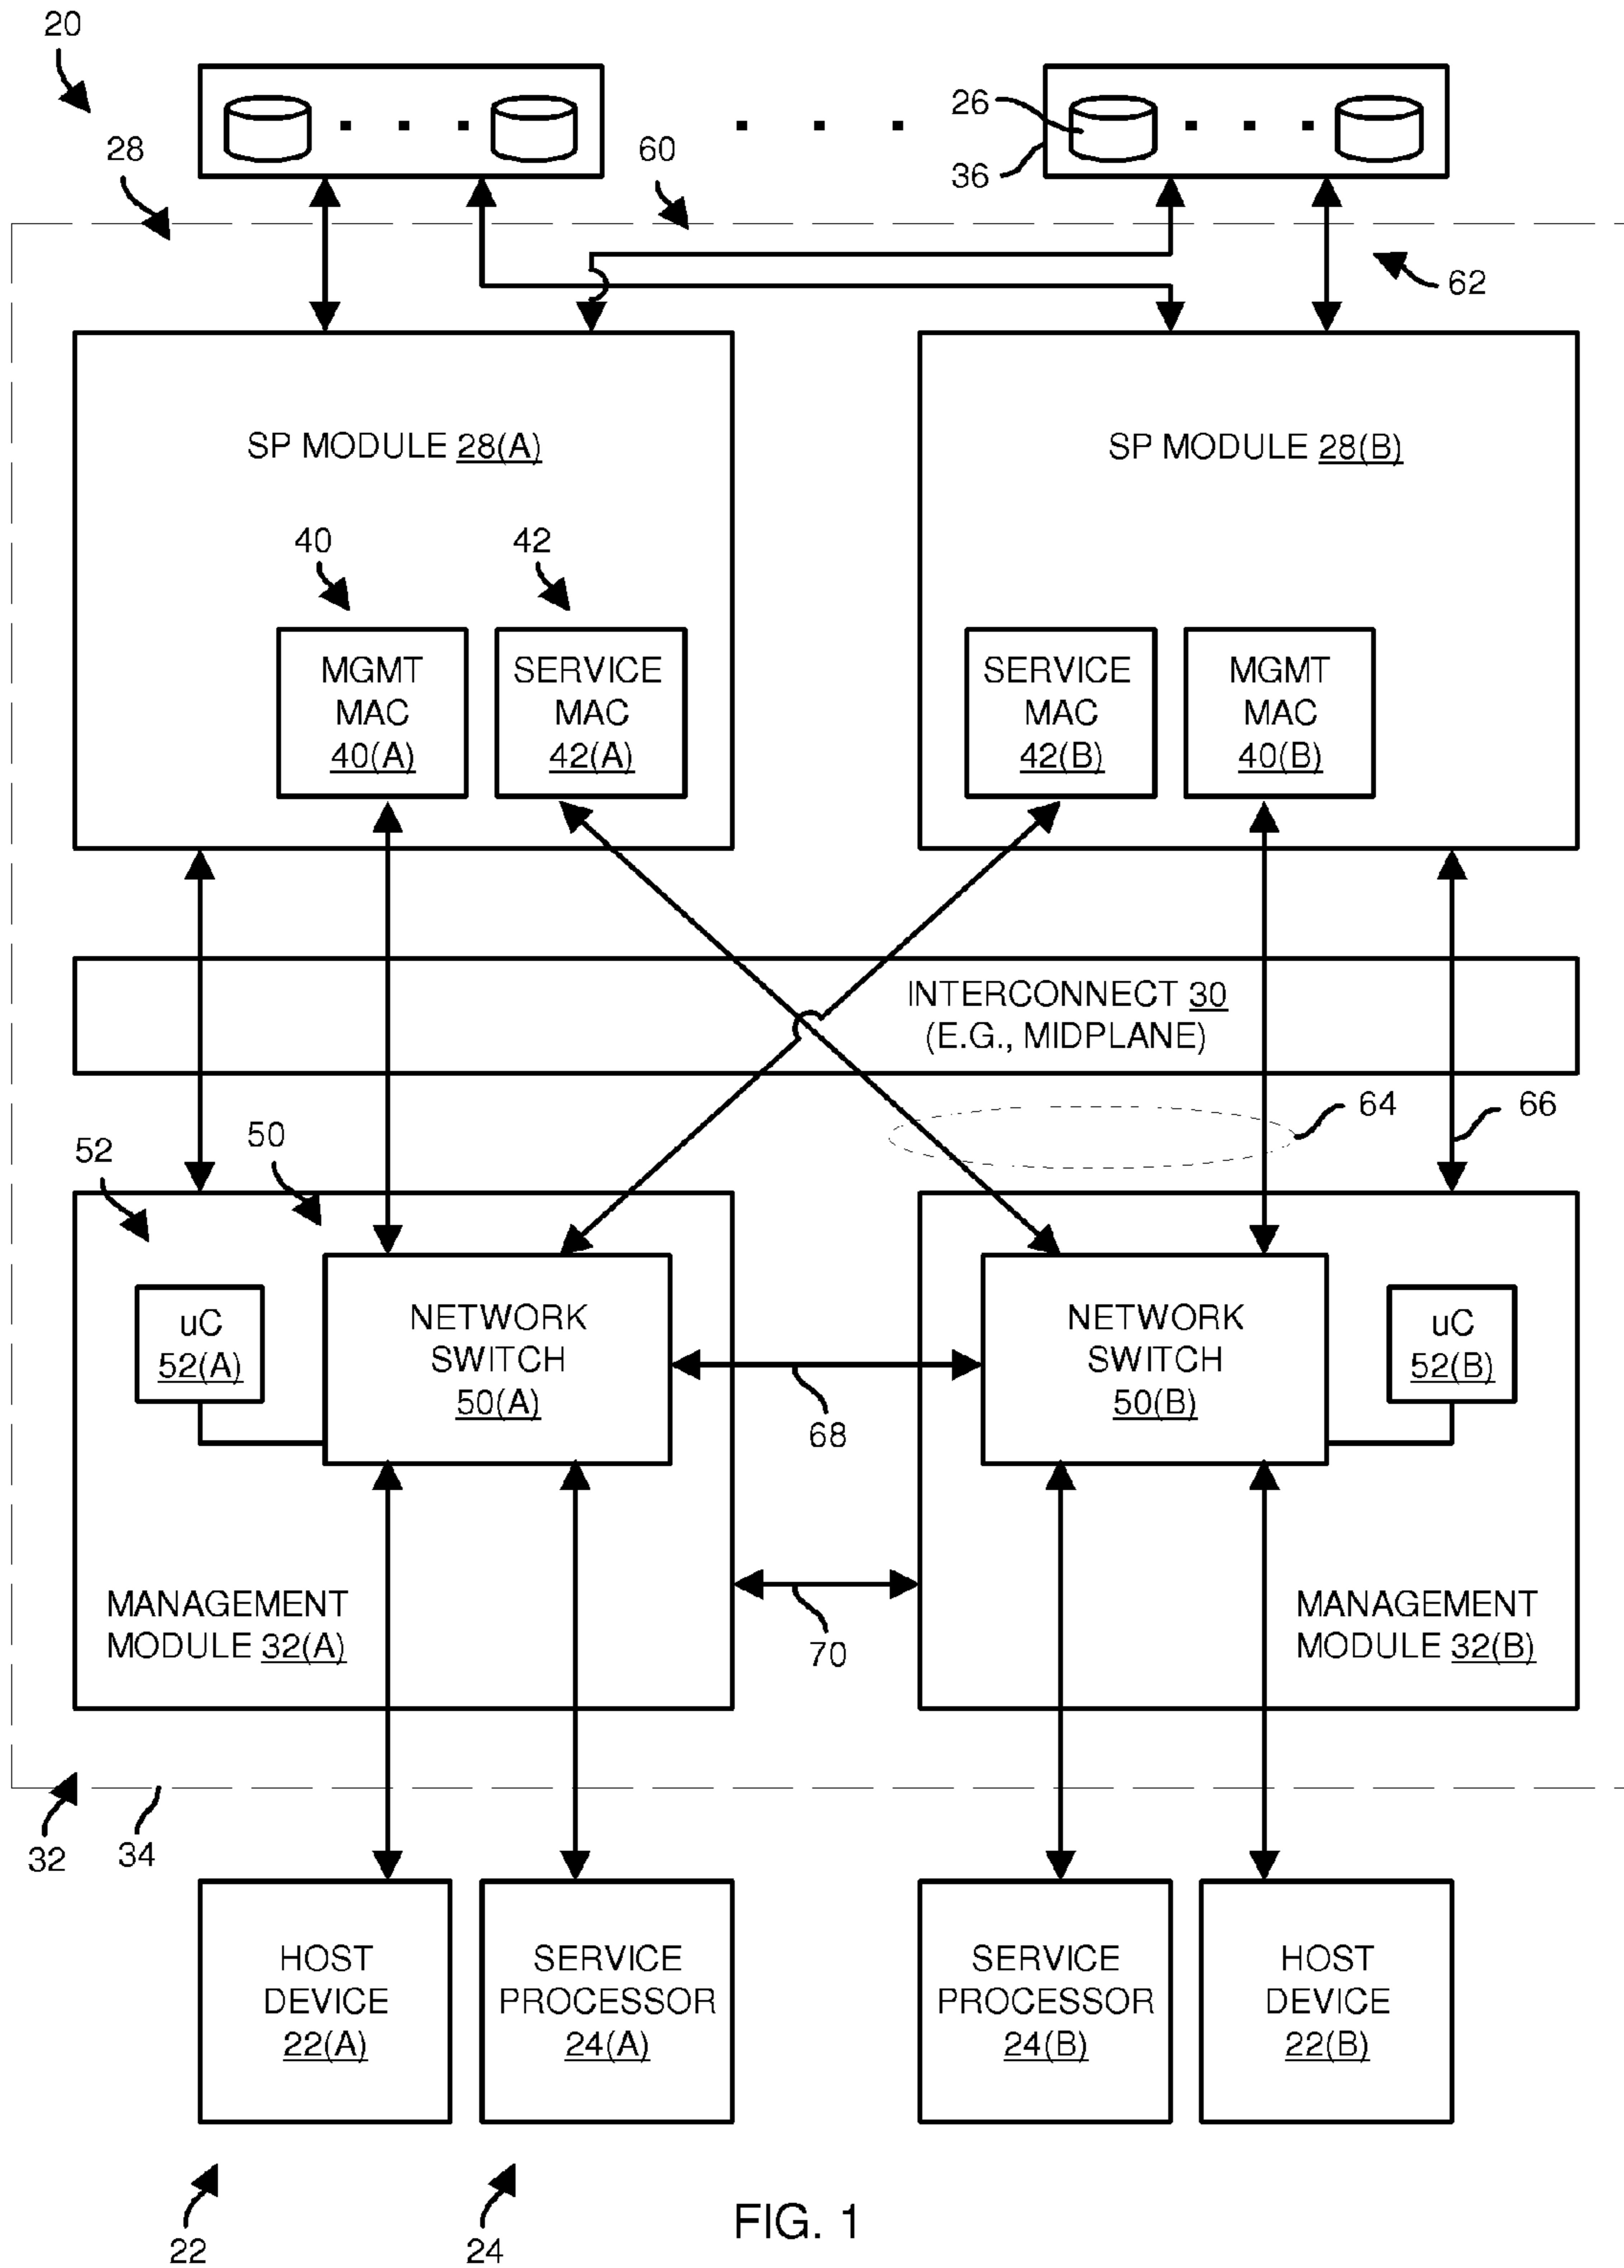 20
28
60
26
36
62
SP MODULE 28(A)
SP MODULE 28(B)
40
42
MGMT
MAC
40(A)
SERVICE
MAC
42(A)
SERVICE
MAC
42(B)
MGMT
MAC
40(B)
INTERCONNECT 30
(E.G., MIDPLANE)
64
66
52
50
uC
52(A)
NETWORK
SWITCH
50(A)
68
NETWORK
SWITCH
50(B)
uC
52(B)
MANAGEMENT
MODULE 32(A)
70
MANAGEMENT
MODULE 32(B)
32
34
HOST
DEVICE
22(A)
SERVICE
PROCESSOR
24(A)
SERVICE
PROCESSOR
24(B)
HOST
DEVICE
22(B)
22
24
FIG. 1